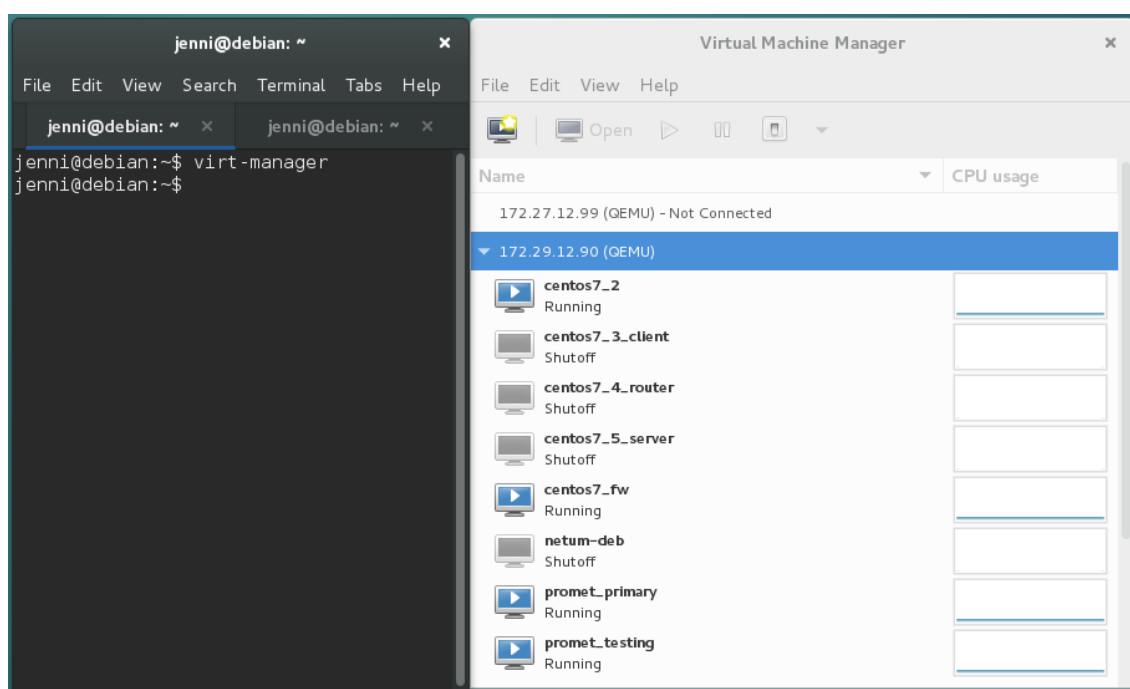 jenni@debian: ~
File Edit View Search Terminal Tabs Help
jenni@debian: ~ jenni@debian: ~
jenni@debian:~$ virt-manager
jenni@debian:~$
Virtual Machine Manager
File Edit View Help
Open
Name CPU usage
172.27.12.99 (QEMU) - Not Connected
172.29.12.90 (QEMU)
centos7_2
Running
centos7_3_client
Shutoff
centos7_4_router
Shutoff
centos7_5_server
Shutoff
centos7_fw
Running
netum-deb
Shutoff
promet_primary
Running
promet_testing
Running